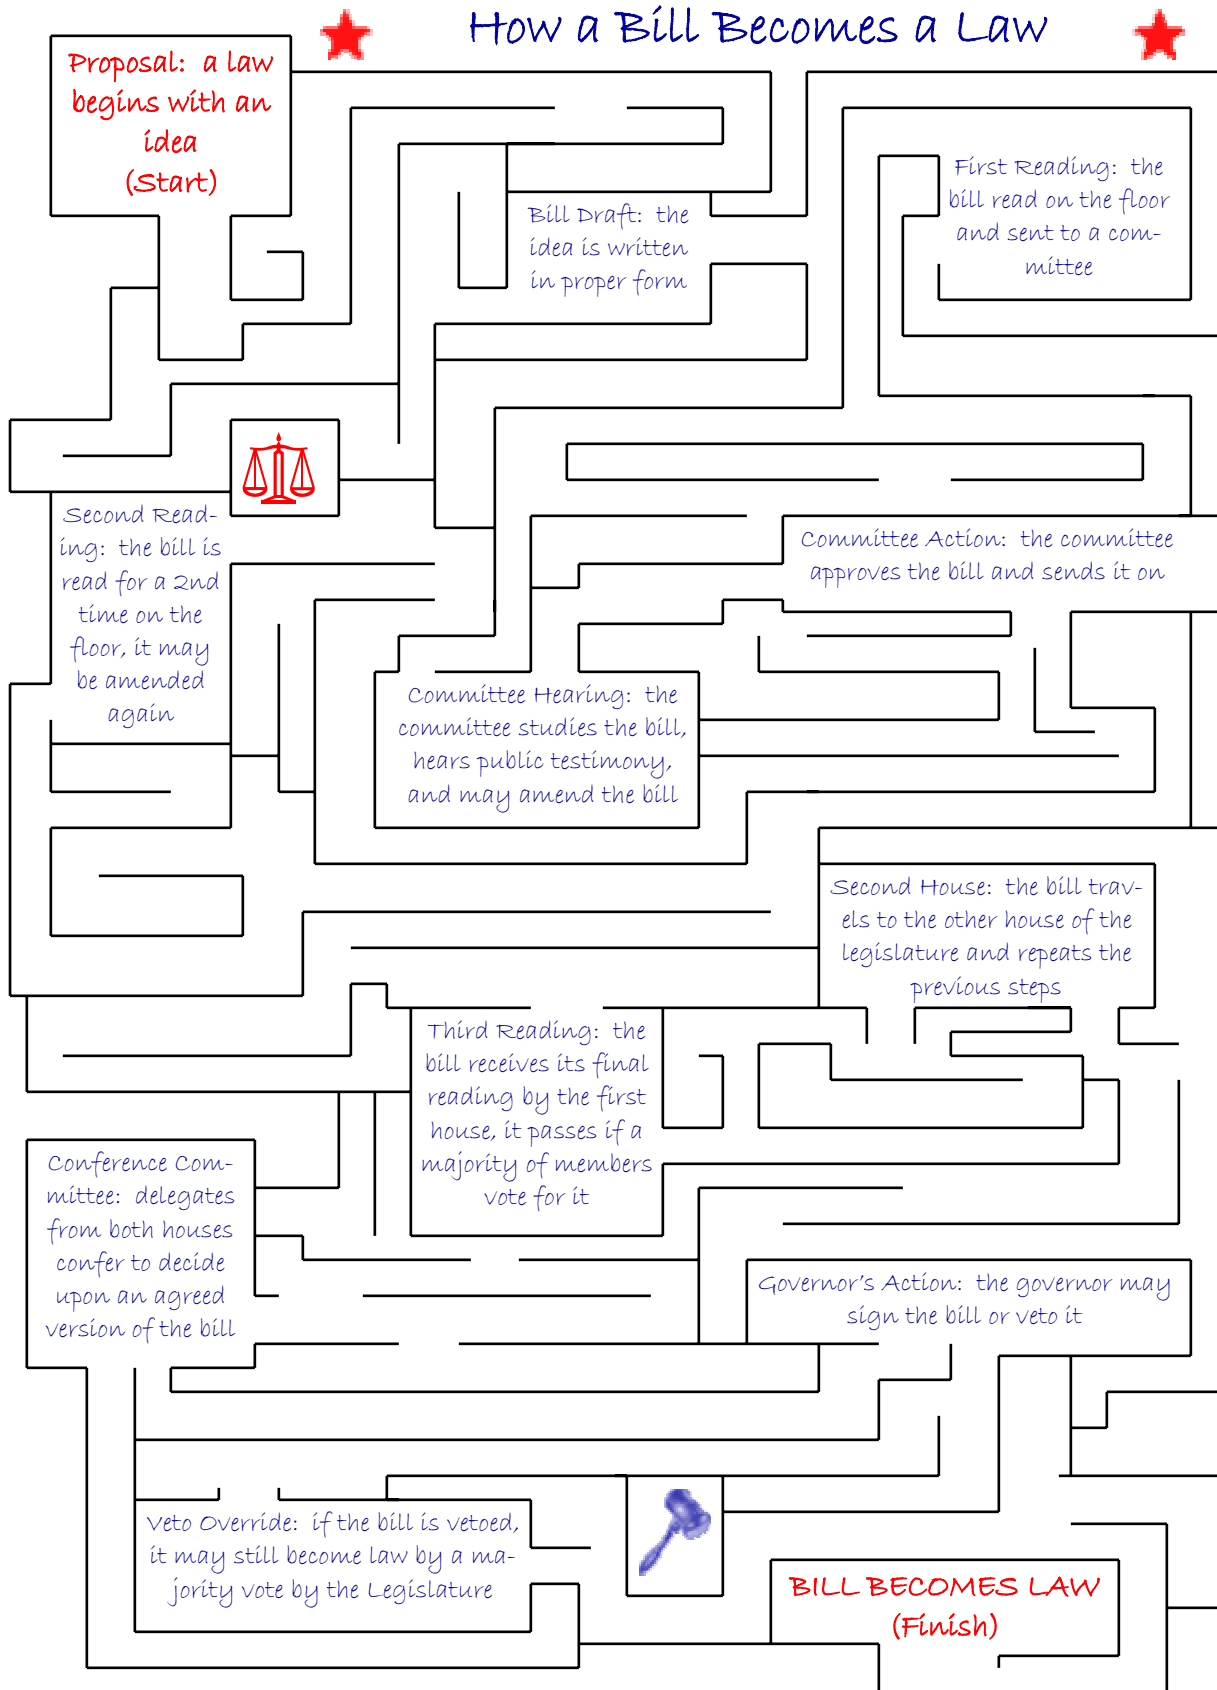 How a Bill Becomes a Law
Proposal: a law
begins with an
idea
(Start)
First Reading: the
bill read on the floor
and sent to a com-
mittee
Bill Draft: the
idea is written
in proper form
Second Read-
ing: the bill is
read for a 2nd
time on the
floor, it may
be amended
again
Committee Action: the committee
approves the bill and sends it on
Committee Hearing: the
committee studies the bill,
hears public testimony,
and may amend the bill
Second House: the bill trav-
els to the other house of the
legislature and repeats the
previous steps
Third Reading: the
bill receives its final
reading by the first
house, it passes if a
majority of members
vote for it
Conference Com-
mittee: delegates
from both houses
confer to decide
upon an agreed
version of the bill
Governor's Action: the governor may
sign the bill or veto it
Veto Override: if the bill is vetoed,
it may still become law by a ma-
jority vote by the Legislature
BILL BECOMES LAW
(Finish)